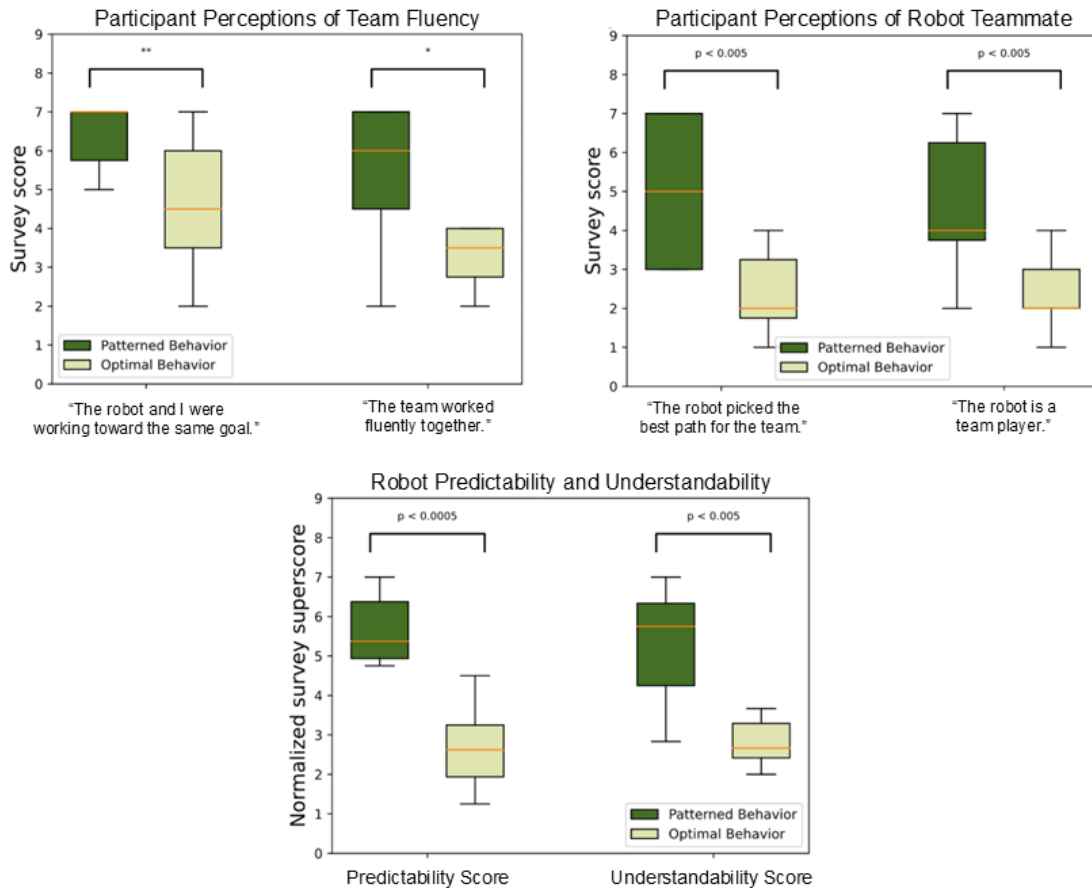 Participant Perceptions of Team Fluency
9
8
7
6
5
4
3
2
1
0
Survey score
**
*
Patterned Behavior
Optimal Behavior
“The robot and I were
working toward the same goal.”
“The team worked
fluently together.”
Participant Perceptions of Robot Teammate
9
8
7
6
5
4
3
2
1
0
Survey score
p < 0.005
p < 0.005
Patterned Behavior
Optimal Behavior
“The robot picked the
best path for the team.”
“The robot is a
team player.”
Robot Predictability and Understandability
9
8
7
6
5
4
3
2
1
0
Normalized survey superscore
p < 0.0005
p < 0.005
Patterned Behavior
Optimal Behavior
Predictability Score
Understandability Score